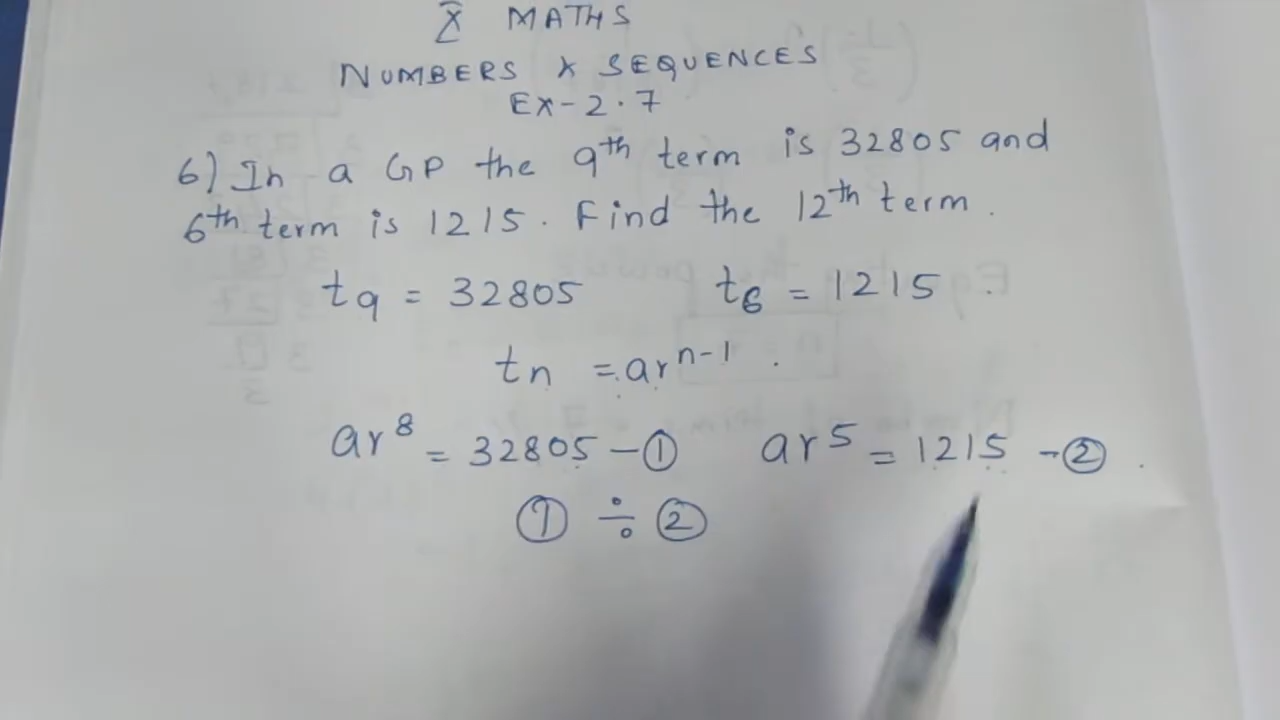 X MATHS
NUMBERS & SEQUENCES
EX-2.7
6) In a GP the 9th term is 32805 and
6th term is 1215. Find the 12th term.
t9 = 32805 t6 = 1215
tn = ar^n-1
ar^8 = 32805 - ① ar^5 = 1215 - ②
① ÷ ②